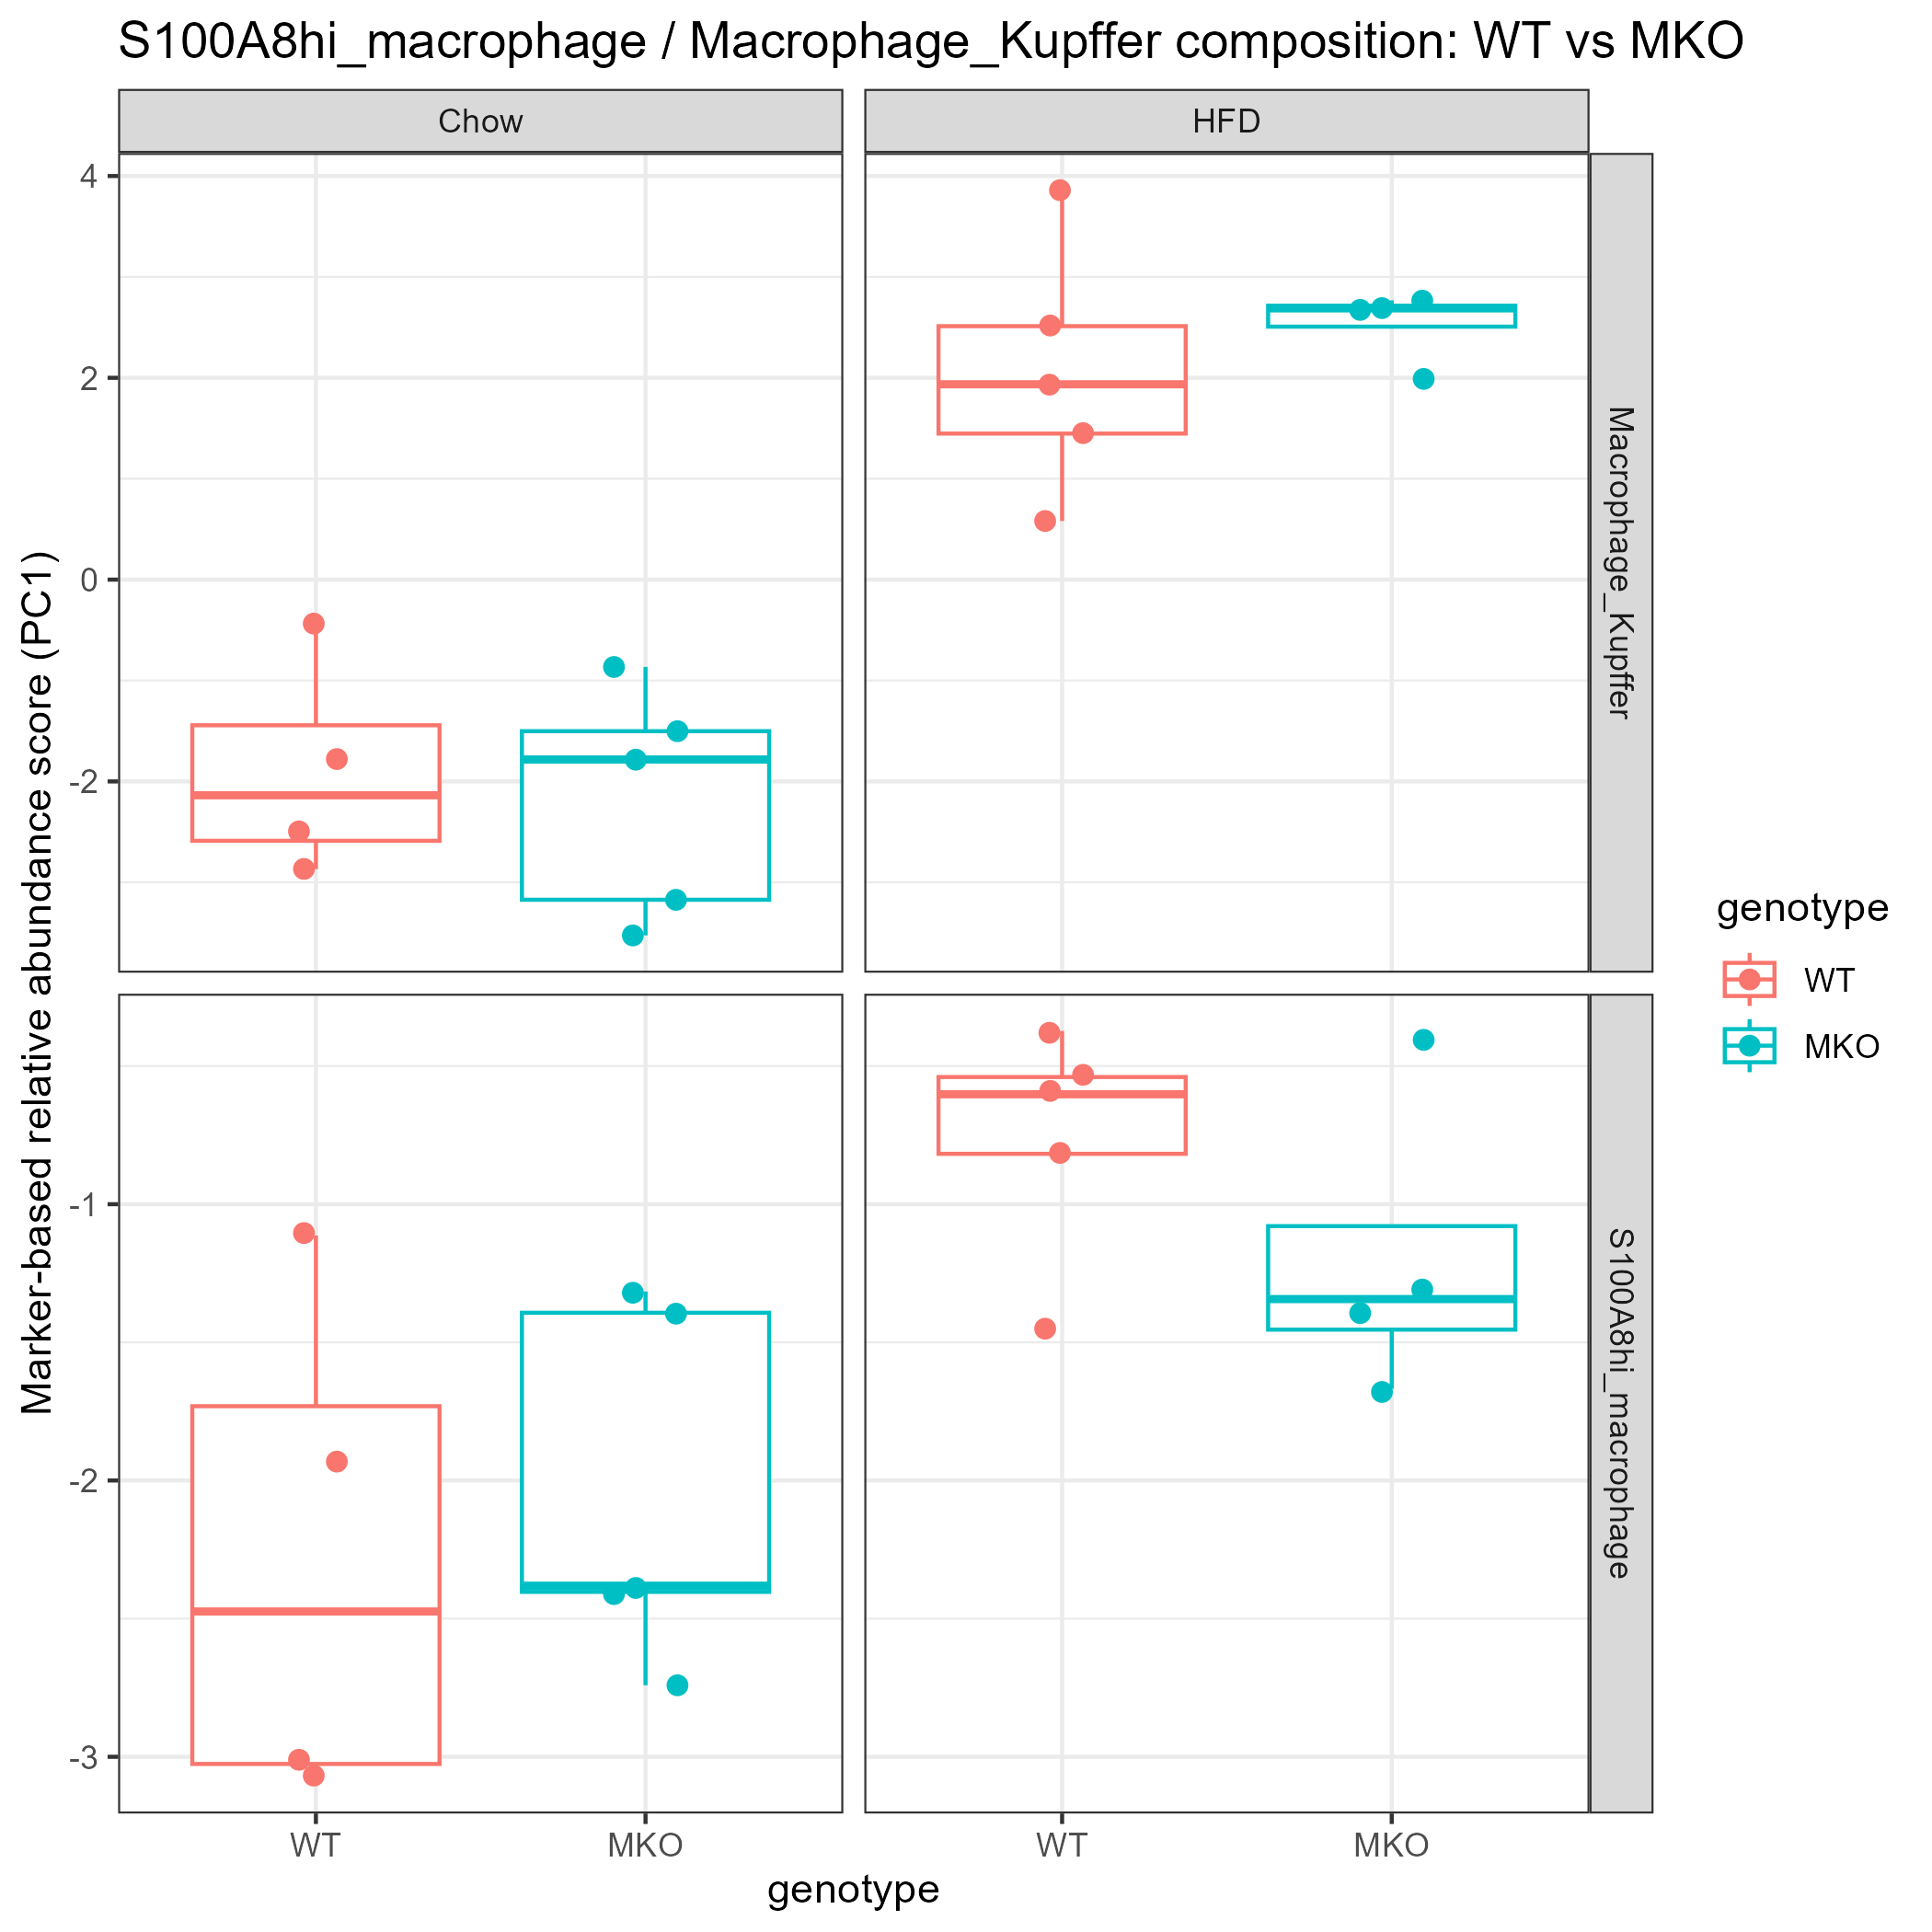 S100A8hi_macrophage / Macrophage_Kupffer composition: WT vs MKO
Chow
HFD
Marker-based relative abundance score (PC1)
4
2
0
-2
Macrophage_Kupffer
-1
-2
-3
S100A8hi_macrophage
WT
MKO
WT
MKO
genotype
genotype
WT
MKO